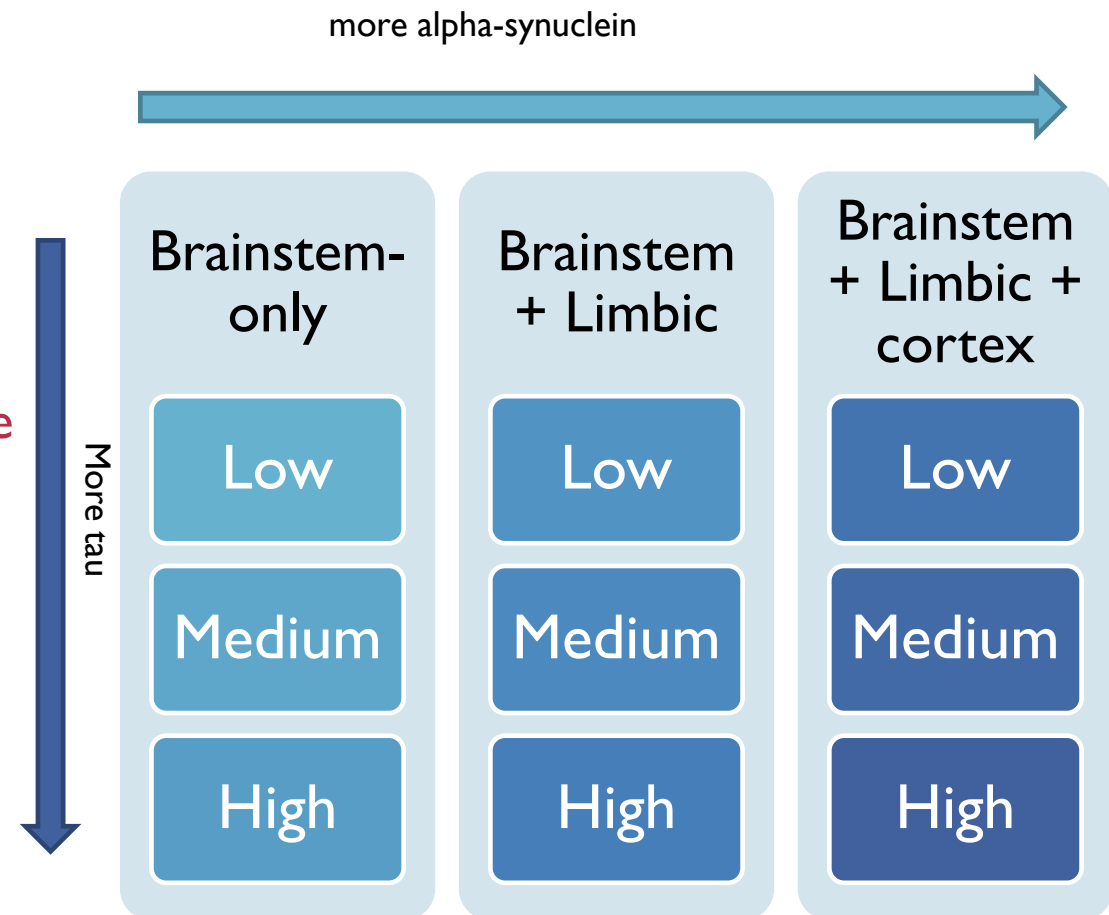 more alpha-synuclein
Brainstem-
only
Brainstem
+ Limbic
Brainstem
+ Limbic +
cortex
e
More tau
Low
Low
Low
Medium
Medium
Medium
High
High
High